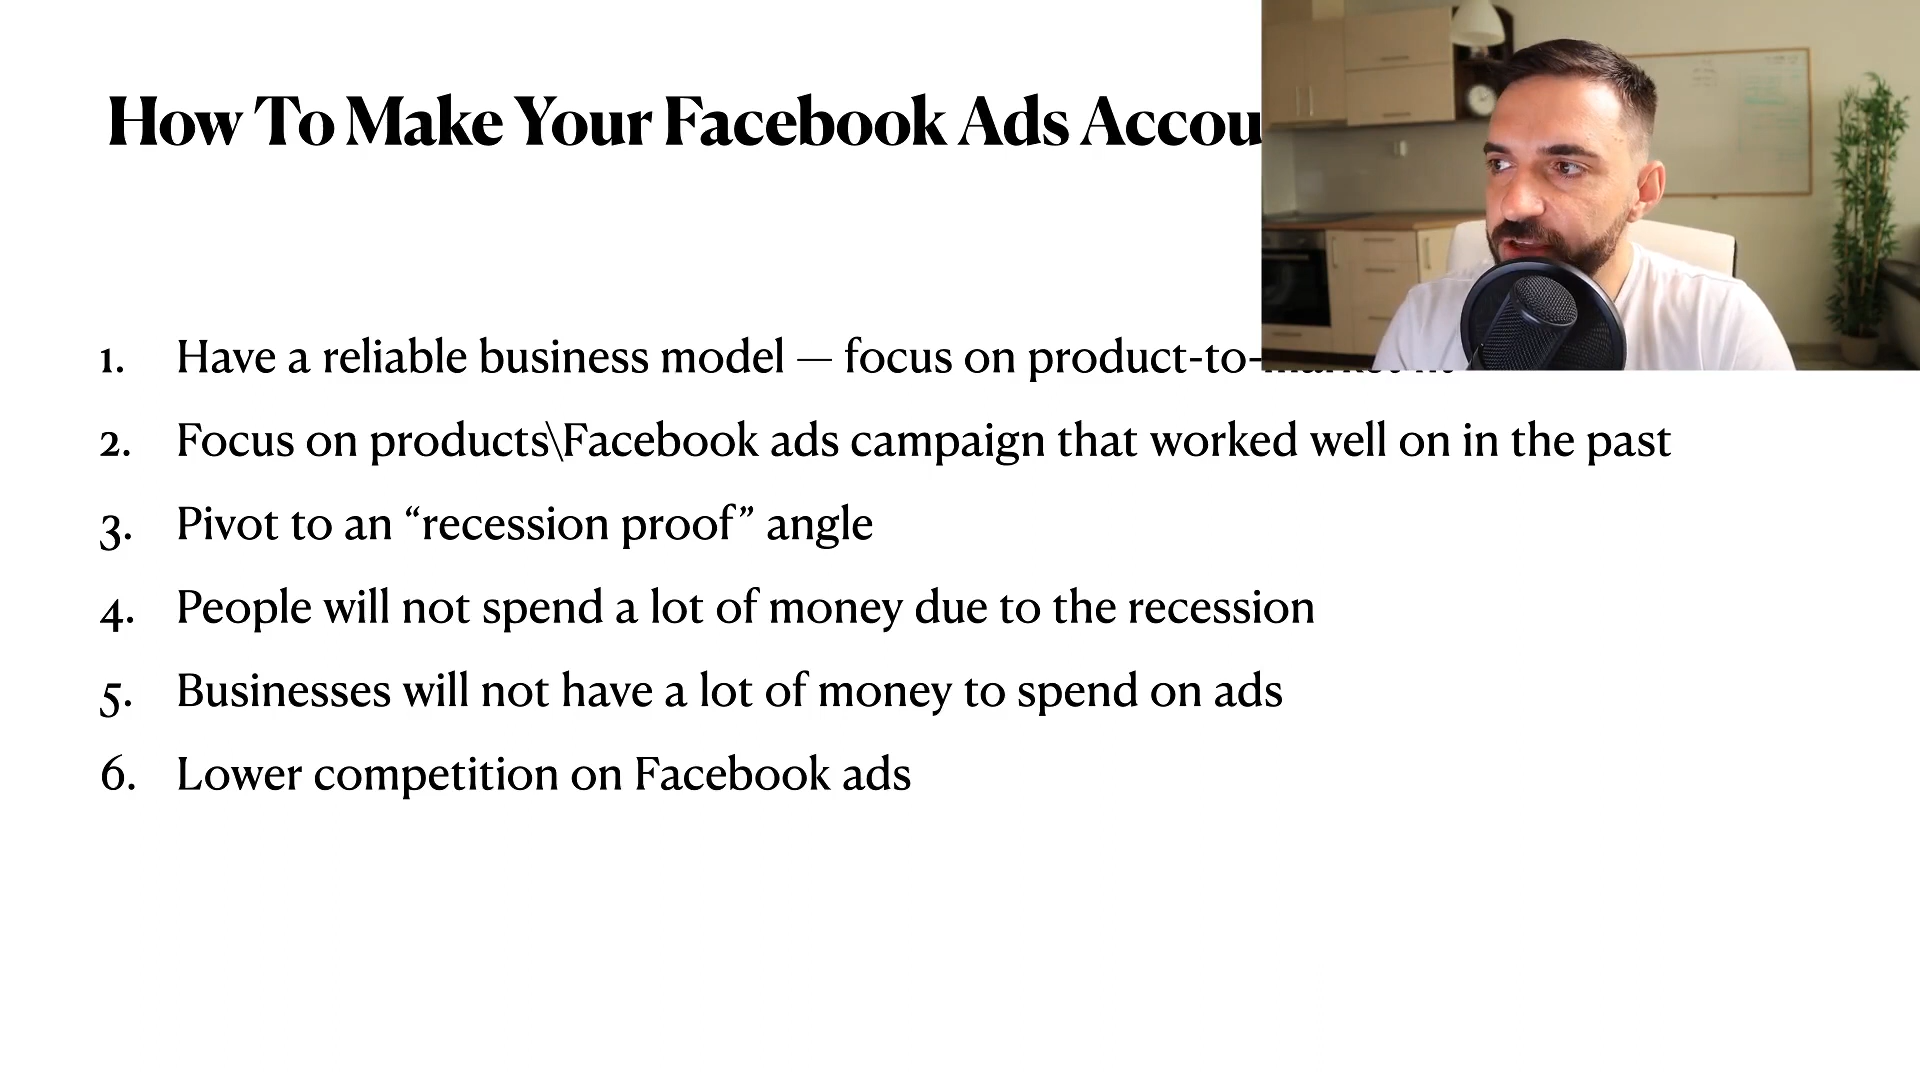 How To Make Your Facebook Ads Accou
1. Have a reliable business model — focus on product-to-
2. Focus on products\Facebook ads campaign that worked well on in the past
3. Pivot to an “recession proof” angle
4. People will not spend a lot of money due to the recession
5. Businesses will not have a lot of money to spend on ads
6. Lower competition on Facebook ads